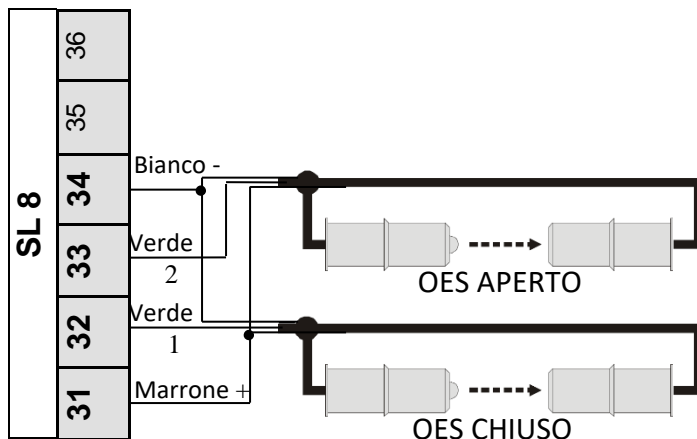 SL 8
36
35
34
Bianco -
33
Verde
2
OES APERTO
32
Verde
1
31
Marrone +
OES CHIUSO